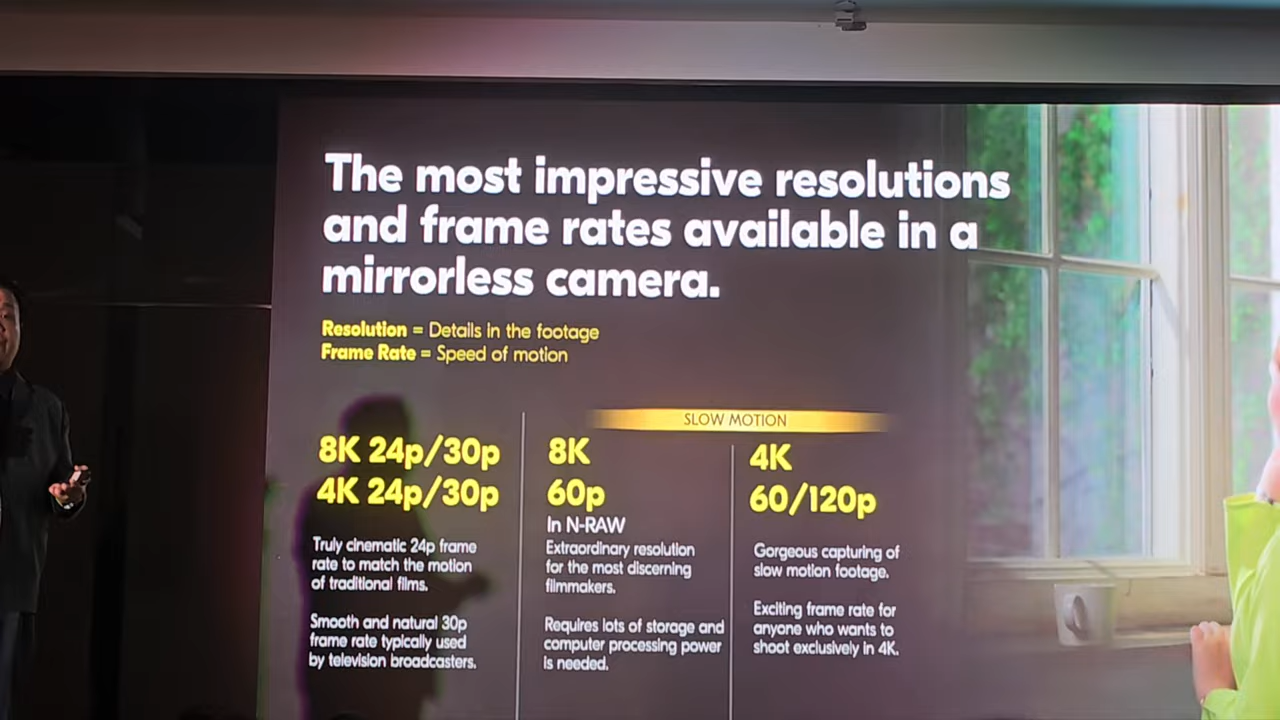 The most impressive resolutions
and frame rates available in a
mirrorless camera.
Resolution = Details in the footage
Frame Rate = Speed of motion
8K 24p/30p
4K 24p/30p
Truly cinematic 24p frame
rate to match the motion
of traditional films.
Smooth and natural 30p
frame rate typically used
by television broadcasters.
SLOW MOTION
8K
60p
In N-RAW
Extraordinary resolution
for the most discerning
filmmakers.
Requires lots of storage and
computer processing power
is needed.
4K
60/120p
Gorgeous capturing of
slow motion footage.
Exciting frame rate for
anyone who wants to
shoot exclusively in 4K.